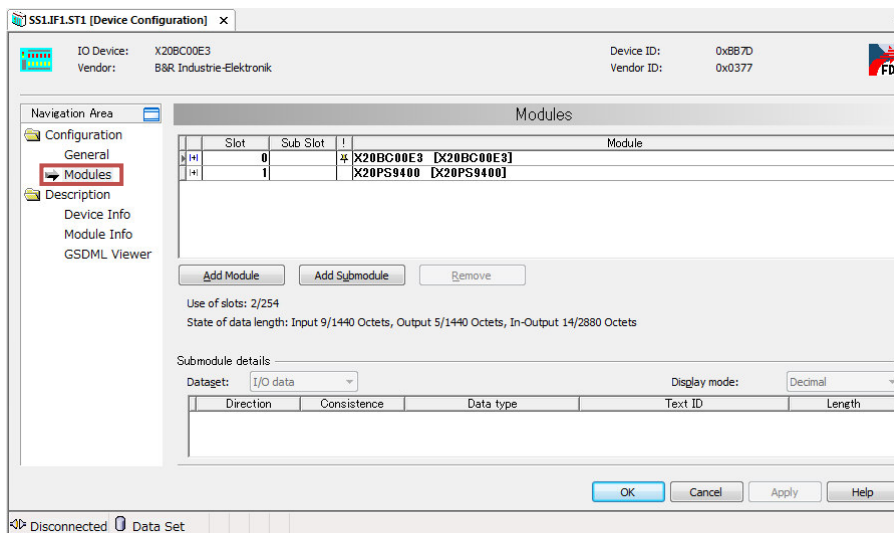 SS1.IF1.ST1 [Device Configuration] x
IO Device: X20BC00E3 Device ID: 0xBB7D
Vendor: B&R Industrie-Elektronik Vendor ID: 0x0377
FD
Navigation Area
Modules
Configuration
General
Modules
Description
Device Info
Module Info
GSDML Viewer
Slot Sub Slot ! Module
0 X20BC00E3 [X20BC00E3]
1 X20PS9400 [X20PS9400]
Add Module Add Submodule Remove
Use of slots: 2/254
State of data length: Input 9/1440 Octets, Output 5/1440 Octets, In-Output 14/2880 Octets
Submodule details
Dataset: I/O data Display mode: Decimal
Direction Consistence Data type Text ID Length
OK Cancel Apply Help
Disconnected Data Set